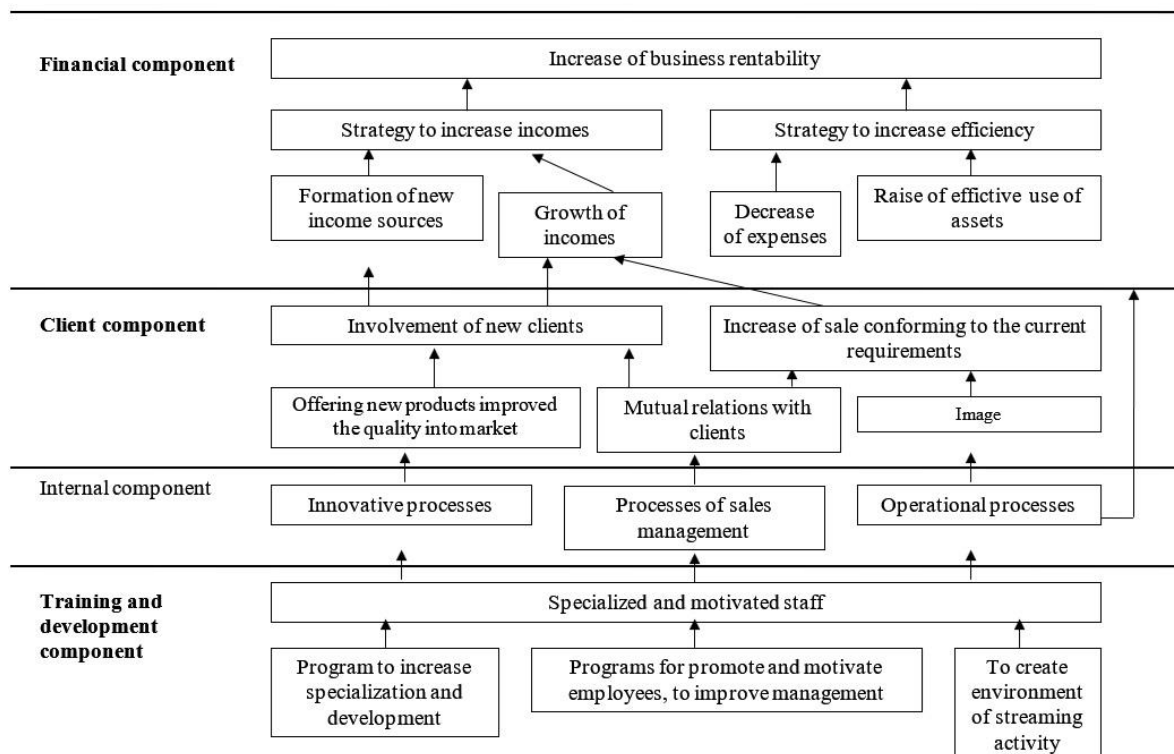 Financial component
Increase of business rentability
Strategy to increase incomes
Strategy to increase efficiency
Formation of new
income sources
Growth of
incomes
Decrease
of expenses
Raise of effictive use of
assets
Client component
Involvement of new clients
Increase of sale conforming to the current
requirements
Offering new products improved
the quality into market
Mutual relations with
clients
Image
Internal component
Innovative processes
Processes of sales
management
Operational processes
Training and
development
component
Specialized and motivated staff
Program to increase
specialization and
development
Programs for promote and motivate
employees, to improve management
To create
environment
of streaming
activity